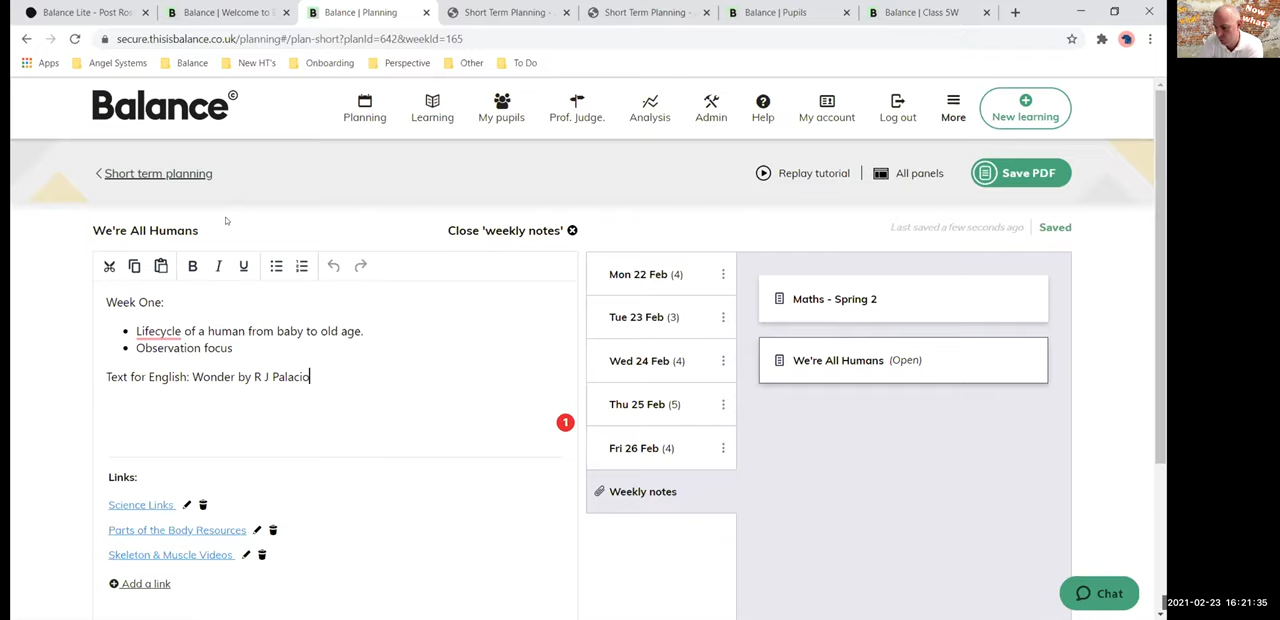 Balance Lite - Post Ros
Balance | Welcome to
Balance | Planning
Short Term Planning -
Short Term Planning -
Balance | Pupils
Balance | Class 5W
secure.thisisbalance.co.uk/planning#/plan-short?planId=642&weekId=165
Apps
Angel Systems
Balance
New HT's
Onboarding
Perspective
Other
To Do
Now what?
Balance©
Planning
Learning
My pupils
Prof. Judge.
Analysis
Admin
Help
My account
Log out
More
New learning
Short term planning
Replay tutorial
All panels
Save PDF
We're All Humans
Close 'weekly notes'
Last saved a few seconds ago
Saved
B I U
Week One:
• Lifecycle of a human from baby to old age.
• Observation focus
Text for English: Wonder by R J Palacio
1
Links:
Science Links
Parts of the Body Resources
Skeleton & Muscle Videos
Add a link
Mon 22 Feb (4)
Tue 23 Feb (3)
Wed 24 Feb (4)
Thu 25 Feb (5)
Fri 26 Feb (4)
Weekly notes
Maths - Spring 2
We're All Humans (Open)
Chat
2021-02-23 16:21:35